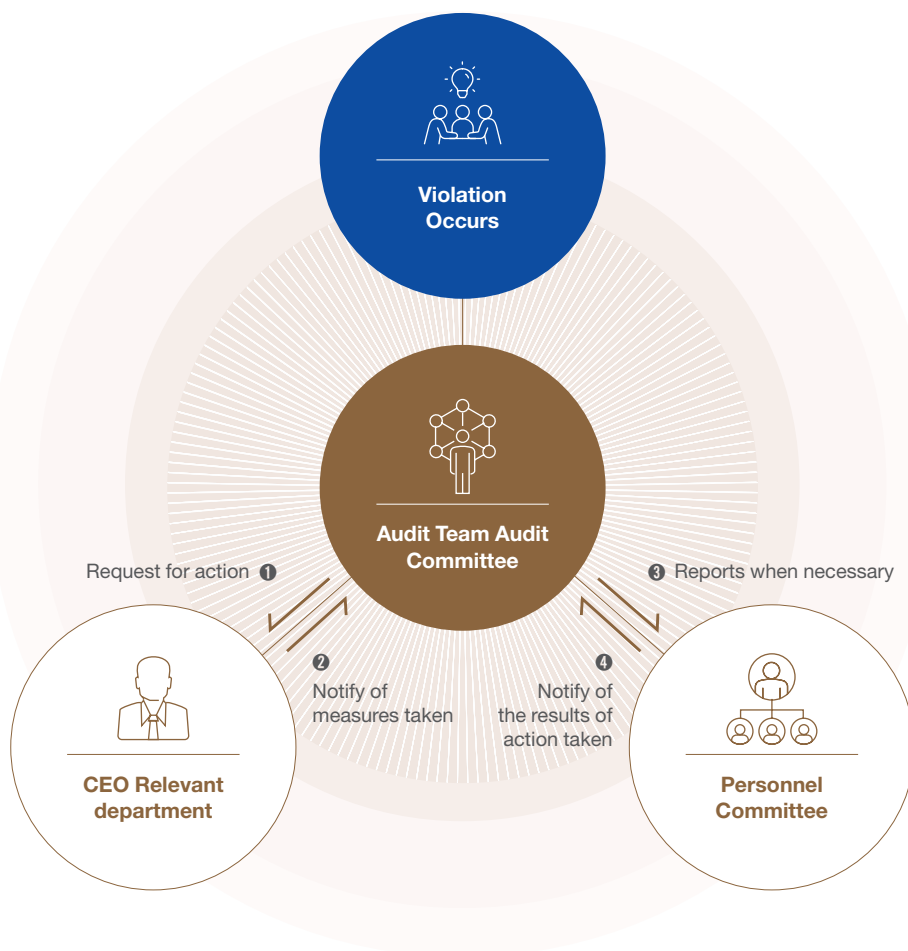 Violation
Occurs
Audit Team Audit
Committee
Request for action ❶
❸ Reports when necessary
❷
Notify of
measures taken
❹
Notify of
the results of
action taken
CEO Relevant
department
Personnel
Committee